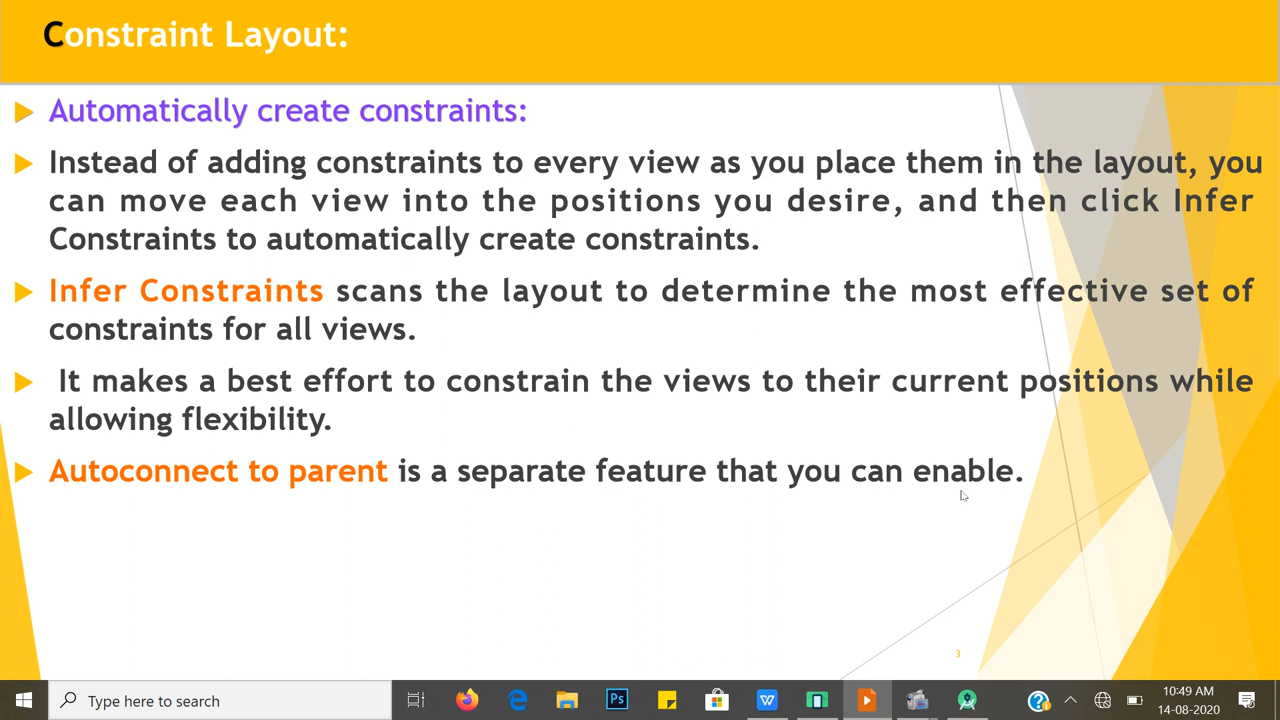 Constraint Layout:
Automatically create constraints:
Instead of adding constraints to every view as you place them in the layout, you
can move each view into the positions you desire, and then click Infer
Constraints to automatically create constraints.
Infer Constraints scans the layout to determine the most effective set of
constraints for all views.
It makes a best effort to constrain the views to their current positions while
allowing flexibility.
Autoconnect to parent is a separate feature that you can enable.
3
Type here to search
Ps
W
10:49 AM
14-08-2020